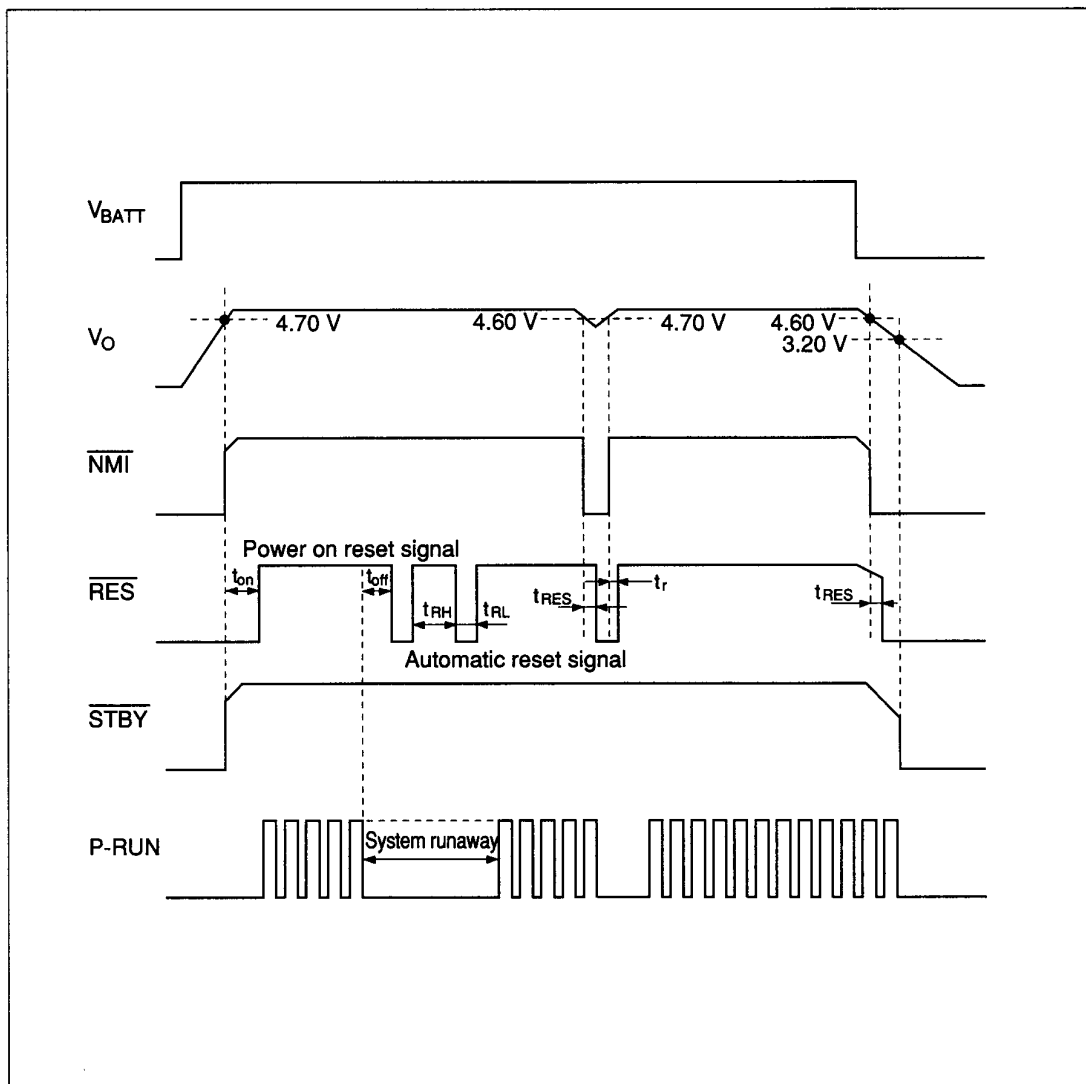 VBATT
VO
4.70 V
4.60 V
4.70 V
4.60 V
3.20 V
NMI
Power on reset signal
RES
ton
toff
tRH
tRL
tRES
tr
tRES
Automatic reset signal
STBY
P-RUN
System runaway